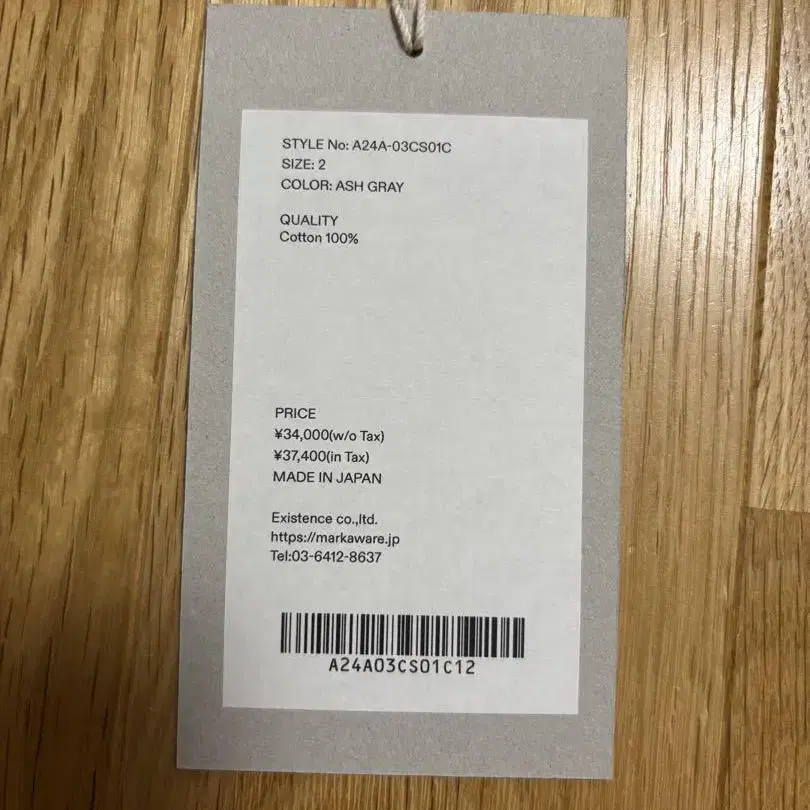 STYLE No: A24A-03CS01C
SIZE: 2
COLOR: ASH GRAY
QUALITY
Cotton 100%
PRICE
¥34,000(w/o Tax)
¥37,400(in Tax)
MADE IN JAPAN
Existence co.,ltd.
https://markaware.jp
Tel:03-6412-8637
A24A03CS01C12